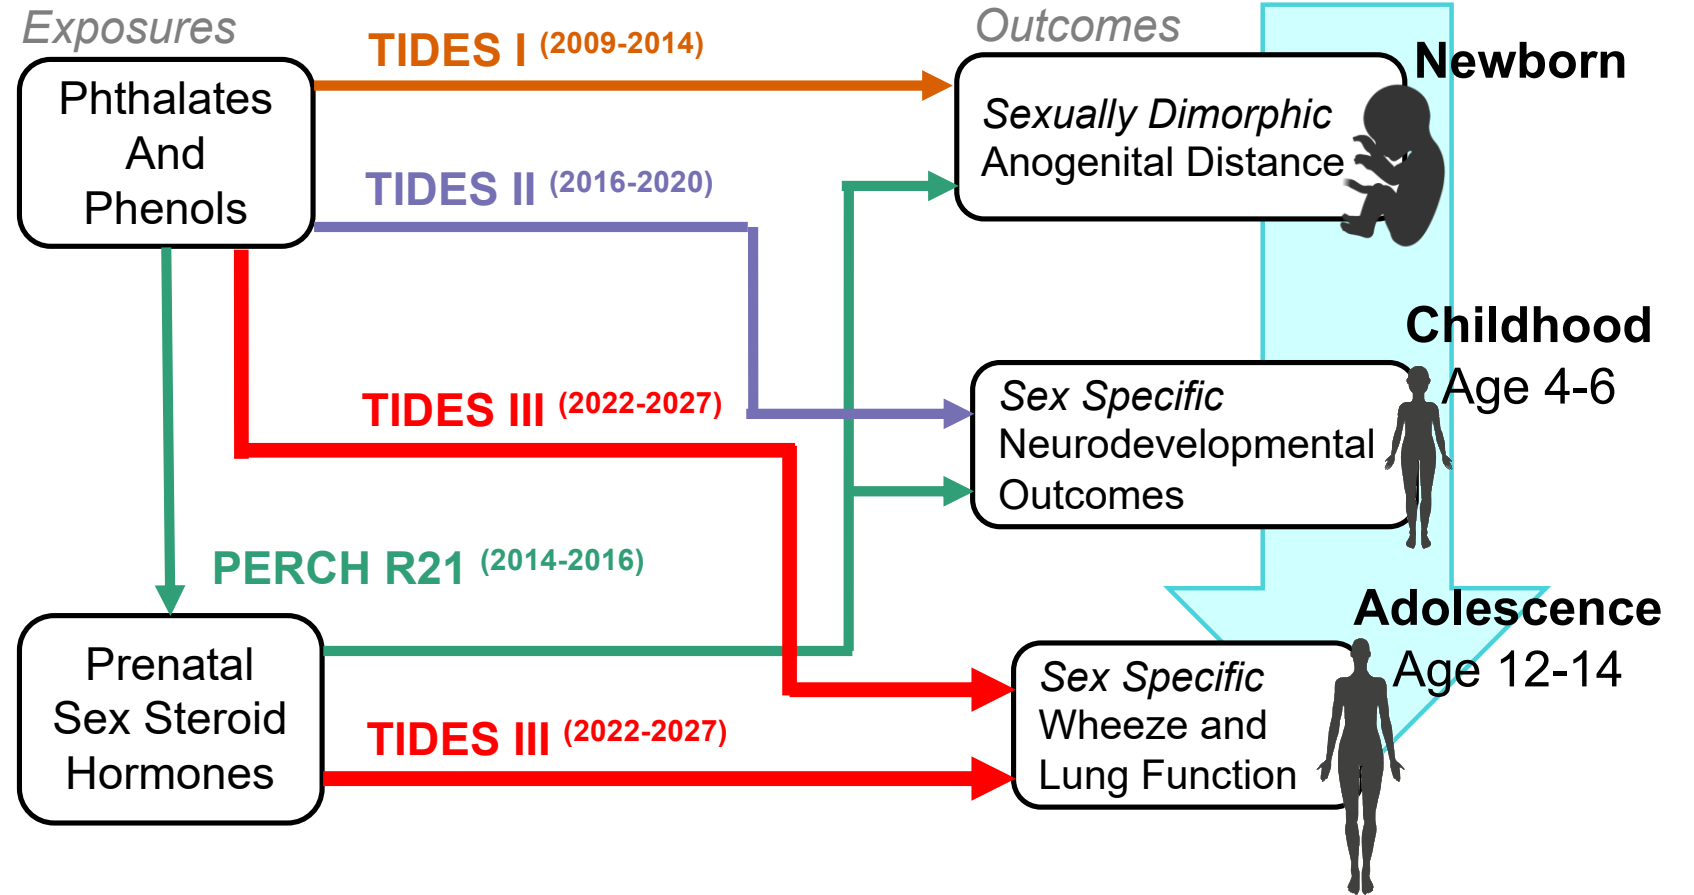 Exposures
TIDES I (2009-2014)
Outcomes
Newborn
Phthalates
And
Phenols
Sexually Dimorphic
Anogenital Distance
TIDES II (2016-2020)
Childhood
Age 4-6
TIDES III (2022-2027)
Sex Specific
Neurodevelopmental
Outcomes
PERCH R21 (2014-2016)
Adolescence
Age 12-14
Prenatal
Sex Steroid
Hormones
Sex Specific
Wheeze and
Lung Function
TIDES III (2022-2027)